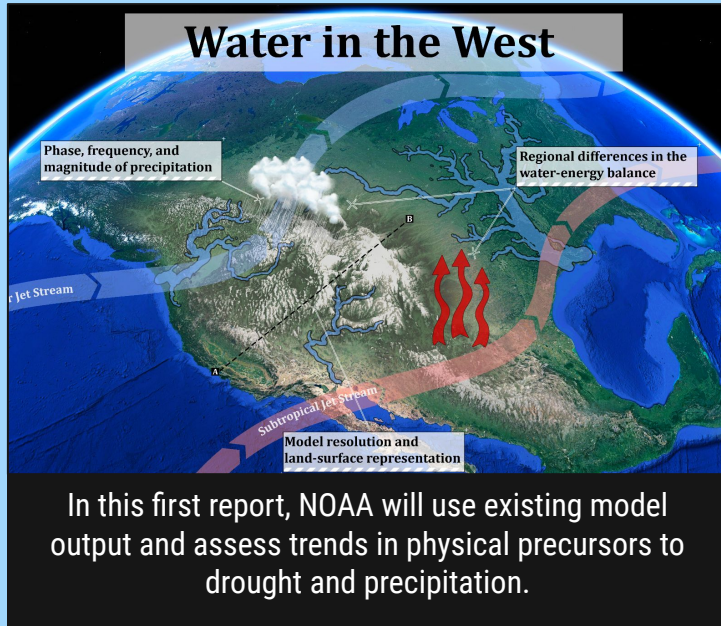 Water in the West
Phase, frequency, and
magnitude of precipitation
Regional differences in the
water-energy balance
B
Jet Stream
A
Subtropical Jet Stream
Model resolution and
land-surface representation
In this first report, NOAA will use existing model
output and assess trends in physical precursors to
drought and precipitation.